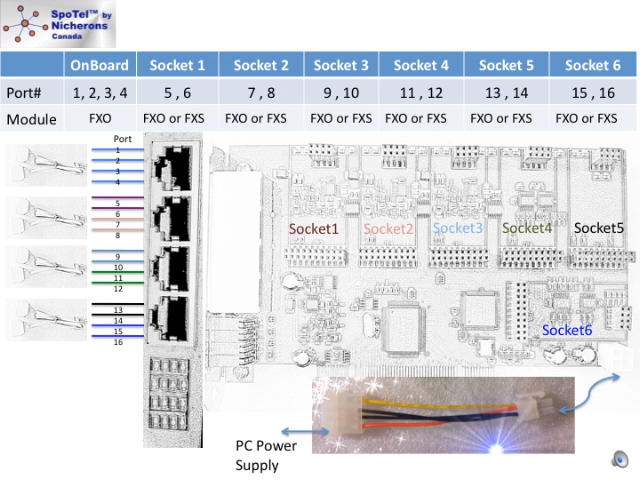 SpoTel™ by
Nicherons
Canada
OnBoard Socket 1 Socket 2 Socket 3 Socket 4 Socket 5 Socket 6
Port# 1, 2, 3, 4 5 , 6 7 , 8 9 , 10 11 , 12 13 , 14 15 , 16
Module FXO FXO or FXS FXO or FXS FXO or FXS FXO or FXS FXO or FXS FXO or FXS
Port
1
2
3
4
5
6
7
8
9
10
11
12
13
14
15
16
Socket1 Socket2 Socket3 Socket4 Socket5
Socket6
PC Power
Supply